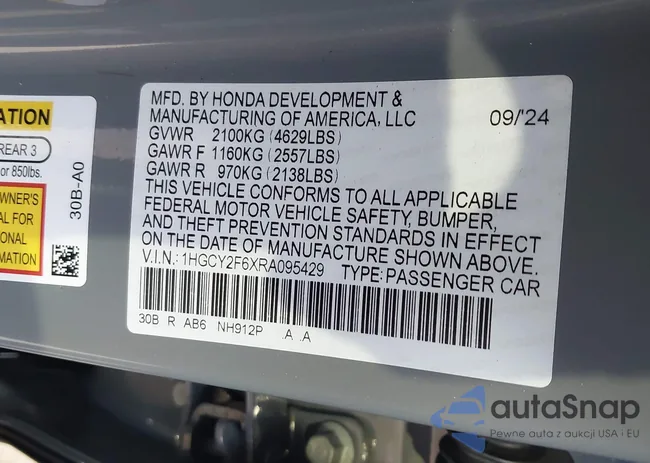 ATION
REAR 3
or 850lbs.
OWNER'S
AL FOR
IONAL
RMATION
30B-A0
MFD. BY HONDA DEVELOPMENT &
MANUFACTURING OF AMERICA, LLC 09/'24
GVWR 2100KG (4629LBS)
GAWR F 1160KG (2557LBS)
GAWR R 970KG (2138LBS)
THIS VEHICLE CONFORMS TO ALL APPLICABLE
FEDERAL MOTOR VEHICLE SAFETY, BUMPER,
AND THEFT PREVENTION STANDARDS IN EFFECT
ON THE DATE OF MANUFACTURE SHOWN ABOVE.
V.I.N.: 1HGCY2F6XRA095429 TYPE: PASSENGER CAR
30B R AB6 NH912P .A .A
autaSnap
Pewne auta z aukcji USA i EU